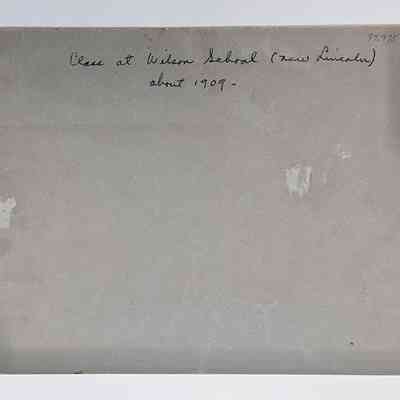 Class at Wilson School (now Lincoln)
about 1909-